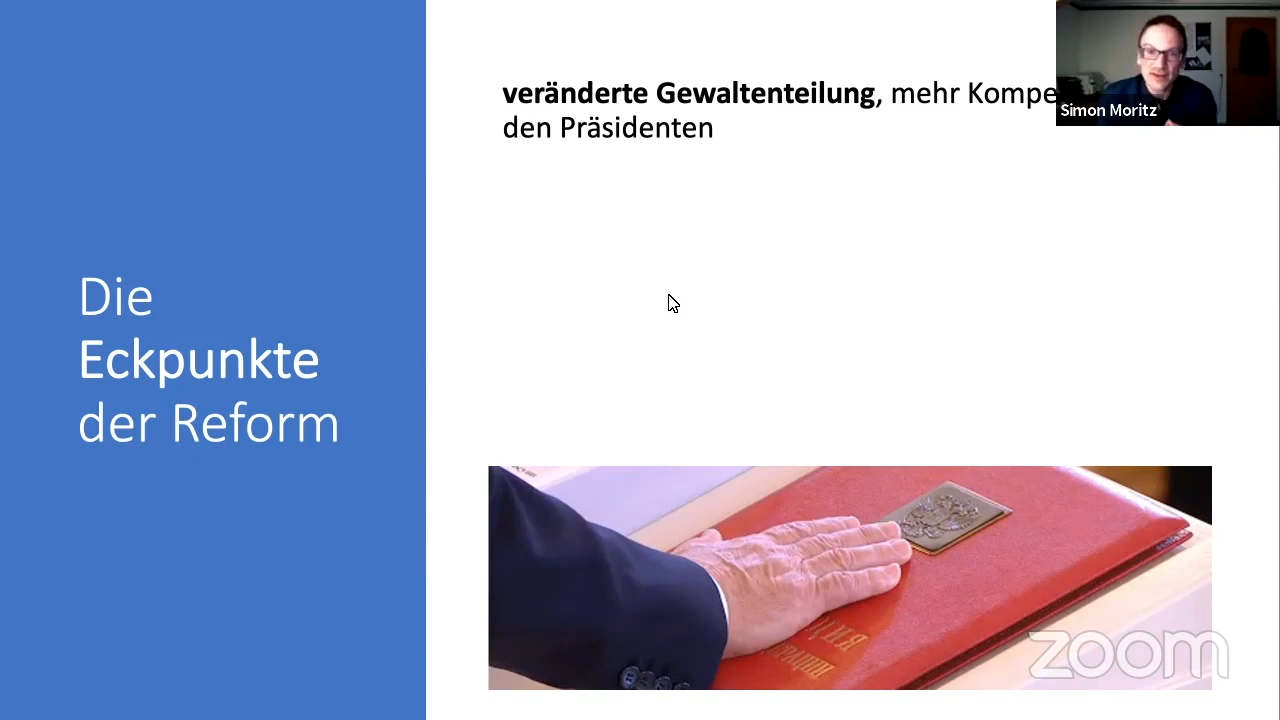 veränderte Gewaltenteilung, mehr Kompe
den Präsidenten
Simon Moritz
Die
Eckpunkte
der Reform
zoom